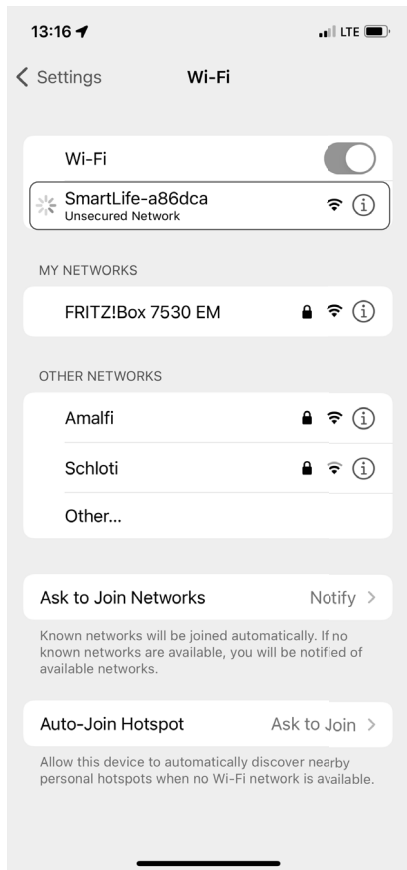 13:16 LTE
Settings Wi-Fi
Wi-Fi
SmartLife-a86dca
Unsecured Network
MY NETWORKS
FRITZ!Box 7530 EM
OTHER NETWORKS
Amalfi
Schloti
Other...
Ask to Join Networks Notify
Known networks will be joined automatically. If no
known networks are available, you will be notified of
available networks.
Auto-Join Hotspot Ask to Join
Allow this device to automatically discover nearby
personal hotspots when no Wi-Fi network is available.